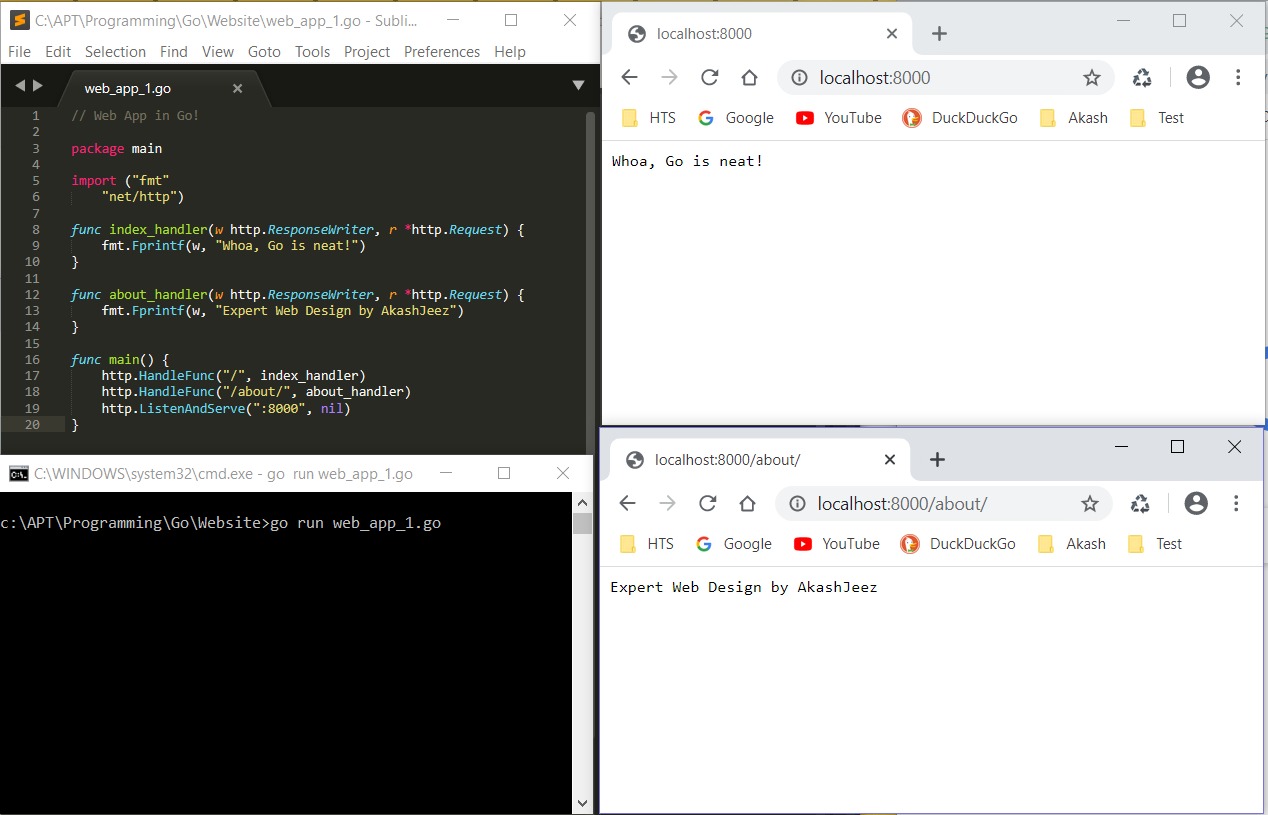 C:\APT\Programming\Go\Website\web_app_1.go - Subli...
File Edit Selection Find View Goto Tools Project Preferences Help
web_app_1.go
1 // Web App in Go!
2
3 package main
4
5 import ("fmt"
6 "net/http")
7
8 func index_handler(w http.ResponseWriter, r *http.Request) {
9 fmt.Fprintf(w, "Whoa, Go is neat!")
10 }
11
12 func about_handler(w http.ResponseWriter, r *http.Request) {
13 fmt.Fprintf(w, "Expert Web Design by AkashJeez")
14 }
15
16 func main() {
17 http.HandleFunc("/", index_handler)
18 http.HandleFunc("/about/", about_handler)
19 http.ListenAndServe(":8000", nil)
20 }
C:\WINDOWS\system32\cmd.exe - go run web_app_1.go
c:\APT\Programming\Go\Website>go run web_app_1.go
localhost:8000
localhost:8000
HTS Google YouTube DuckDuckGo Akash Test
Whoa, Go is neat!
localhost:8000/about/
localhost:8000/about/
HTS Google YouTube DuckDuckGo Akash Test
Expert Web Design by AkashJeez